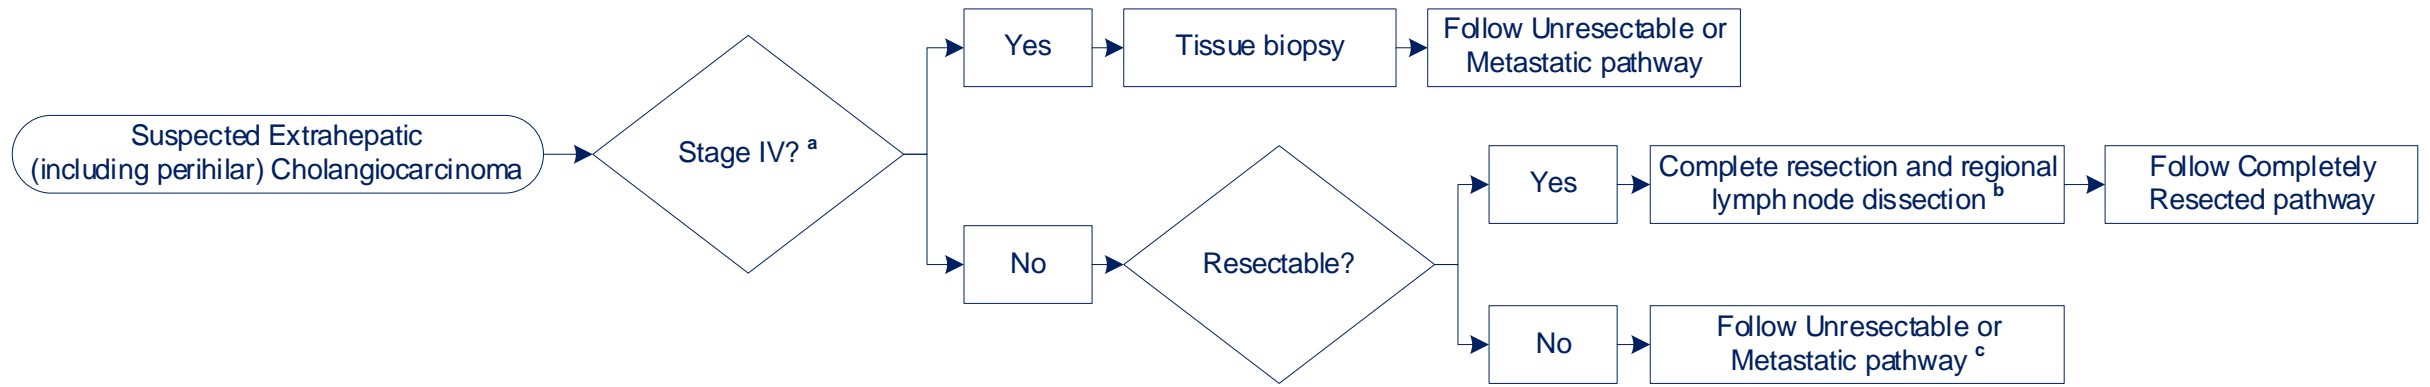 Suspected Extrahepatic
(including perihilar) Cholangiocarcinoma
Stage IV? a
Yes
Tissue biopsy
Follow Unresectable or
Metastatic pathway
No
Resectable?
Yes
Complete resection and regional
lymph node dissection b
Follow Completely
Resected pathway
No
Follow Unresectable or
Metastatic pathway c